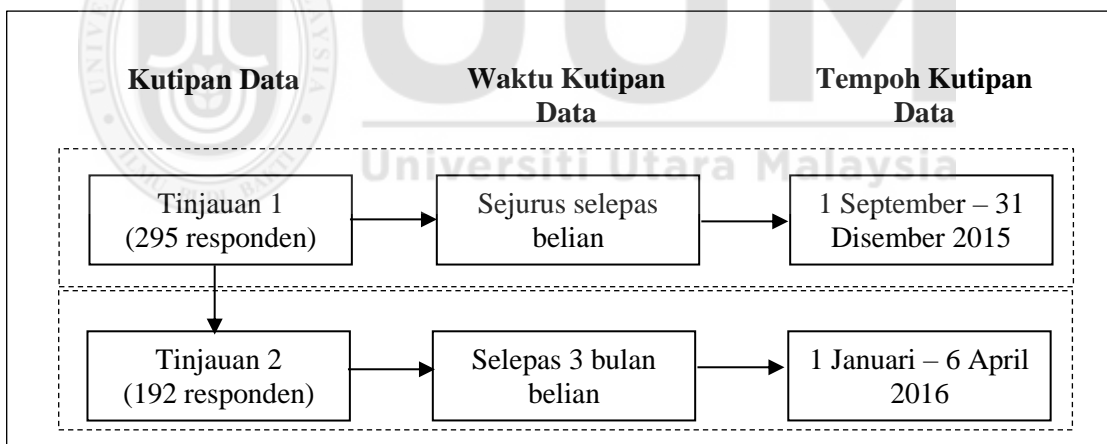 UUM
Universiti Utara Malaysia
Kutipan Data
Waktu Kutipan
Data
Tempoh Kutipan
Data
Tinjauan 1
(295 responden)
Sejurus selepas
belian
1 September – 31
Disember 2015
Tinjauan 2
(192 responden)
Selepas 3 bulan
belian
1 Januari – 6 April
2016